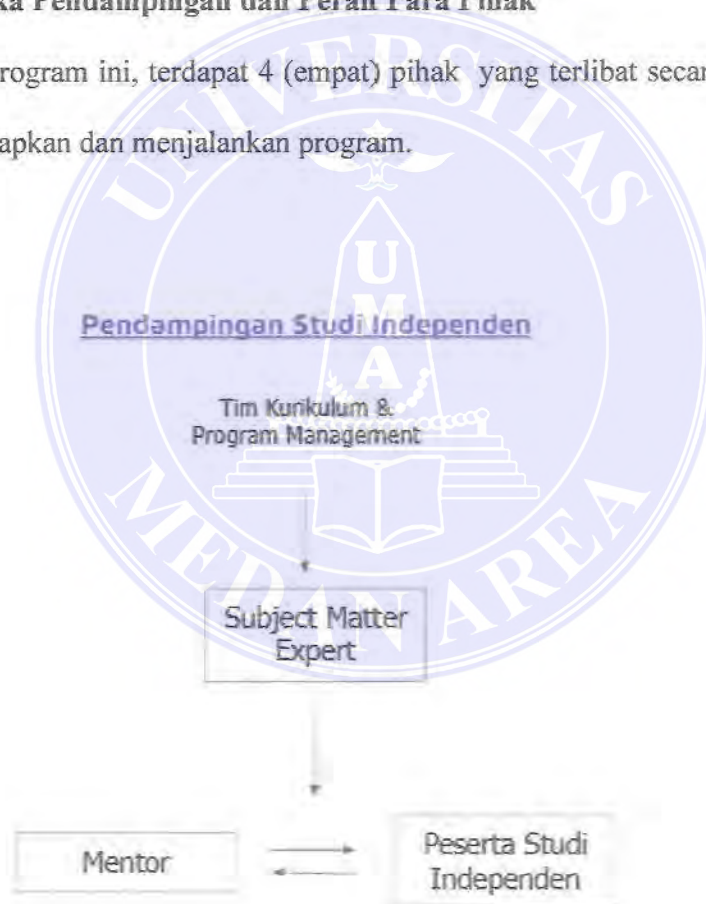 Pendampingan dan Peran Para Pihak
rogram ini, terdapat 4 (empat) pihak yang terlibat secar
apkan dan menjalankan program.
UNIVERSITAS
UMA
Pendampingan Studi Independen
Tim Kurikulum &
Program Management
MEDAN AREA
Subject Matter
Expert
Mentor
Peserta Studi
Independen